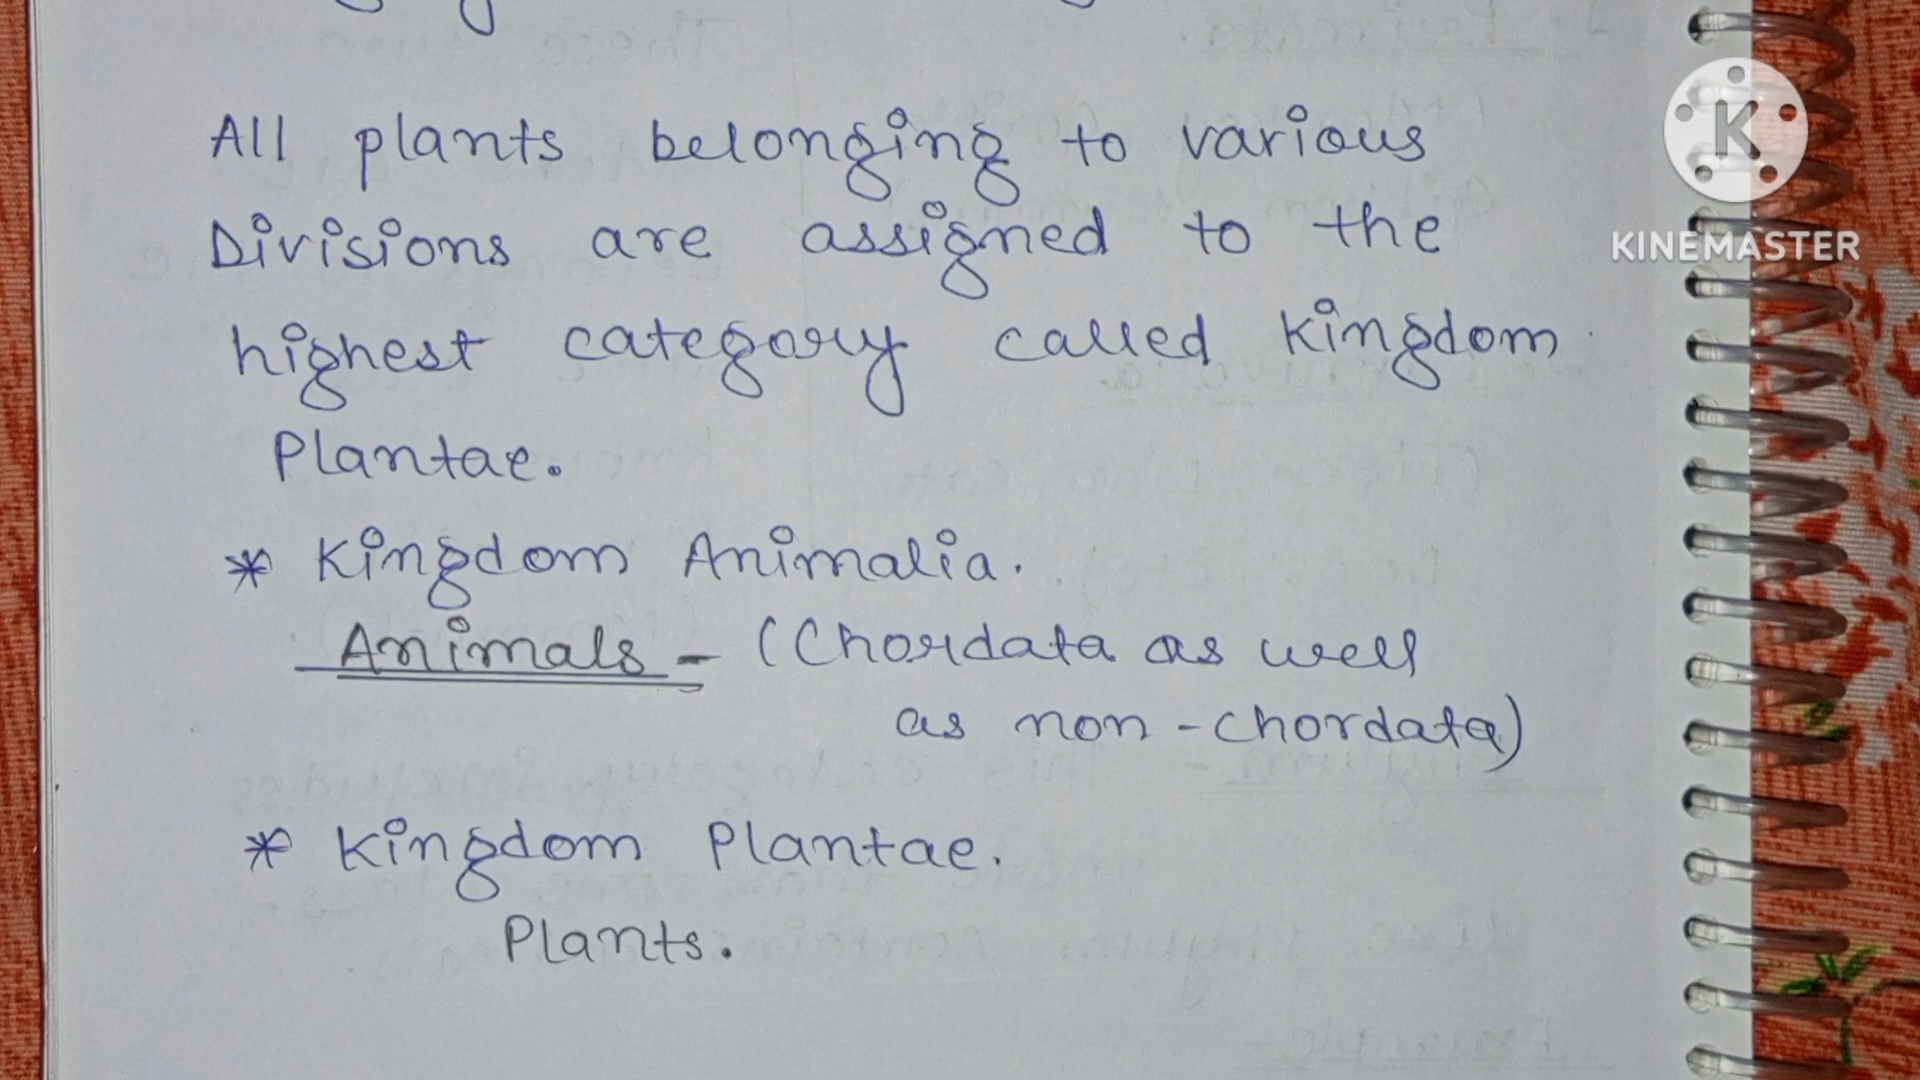 All plants belonging to various
Divisions are assigned to the
highest category called Kingdom
Plantae.
* Kingdom Animalia.
Animals - (Chordata as well
as non-chordata)
* Kingdom Plantae.
Plants.
K
KINEMASTER